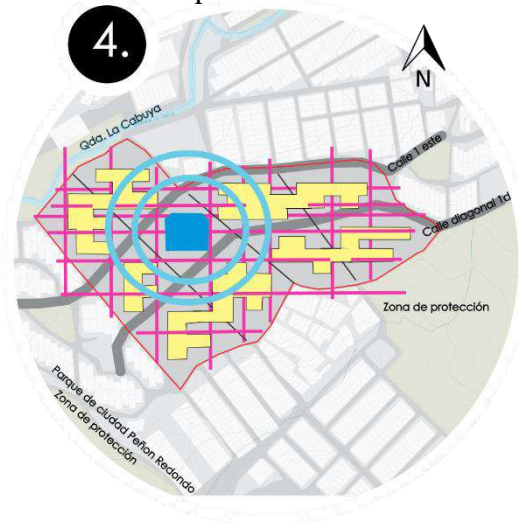 4.
N
Qda. La Cabuya
Calle 1 este
Calle diagonal 1d
Zona de protección
Parque de ciudad Peñon Redondo
Zona de protección